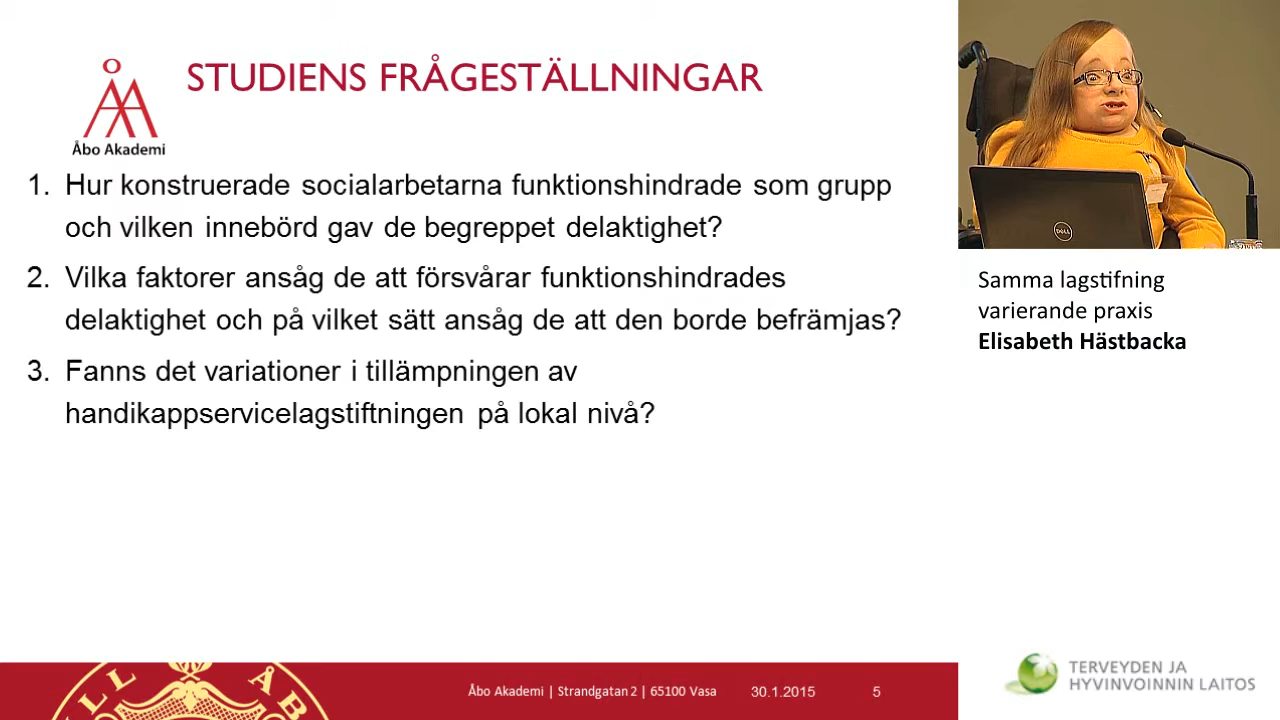 STUDIENS FRÅGESTÄLLNINGAR
Åbo Akademi
1. Hur konstruerade socialarbetarna funktionshindrade som grupp
och vilken innebörd gav de begreppet delaktighet?
2. Vilka faktorer ansåg de att försvårar funktionshindrades
delaktighet och på vilket sätt ansåg de att den borde befrämjas?
3. Fanns det variationer i tillämpningen av
handikappservicelagstiftningen på lokal nivå?
DELL
Samma lagstifning
varierande praxis
Elisabeth Hästbacka
Åbo Akademi | Strandgatan 2 | 65100 Vasa 30.1.2015 5
TERVEYDEN JA
HYVINVOINNIN LAITOS